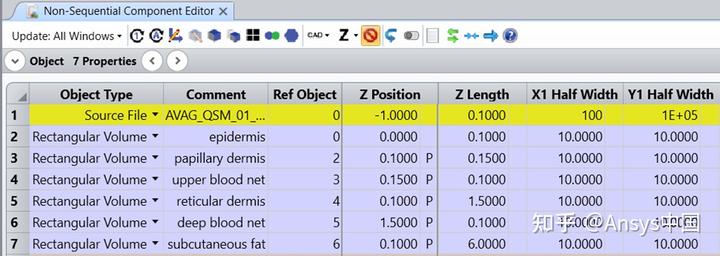 Non-Sequential Component Editor
Update: All Windows
CAD Z
Object 7 Properties
Object Type Comment Ref Object Z Position Z Length X1 Half Width Y1 Half Width
1 Source File AVAG_QSM_01_... 0 -1.0000 0.1000 100 1E+05
2 Rectangular Volume epidermis 0 0.0000 0.1000 10.0000 10.0000
3 Rectangular Volume papillary dermis 2 0.1000 P 0.1500 10.0000 10.0000
4 Rectangular Volume upper blood net 3 0.1500 P 0.1000 10.0000 10.0000
5 Rectangular Volume reticular dermis 4 0.1000 P 1.5000 10.0000 10.0000
6 Rectangular Volume deep blood net 5 1.5000 P 0.1000 10.0000 10.0000
7 Rectangular Volume subcutaneous fat 6 0.1000 P 6.0000 10.0000 10.0000
知乎 @Ansys中国